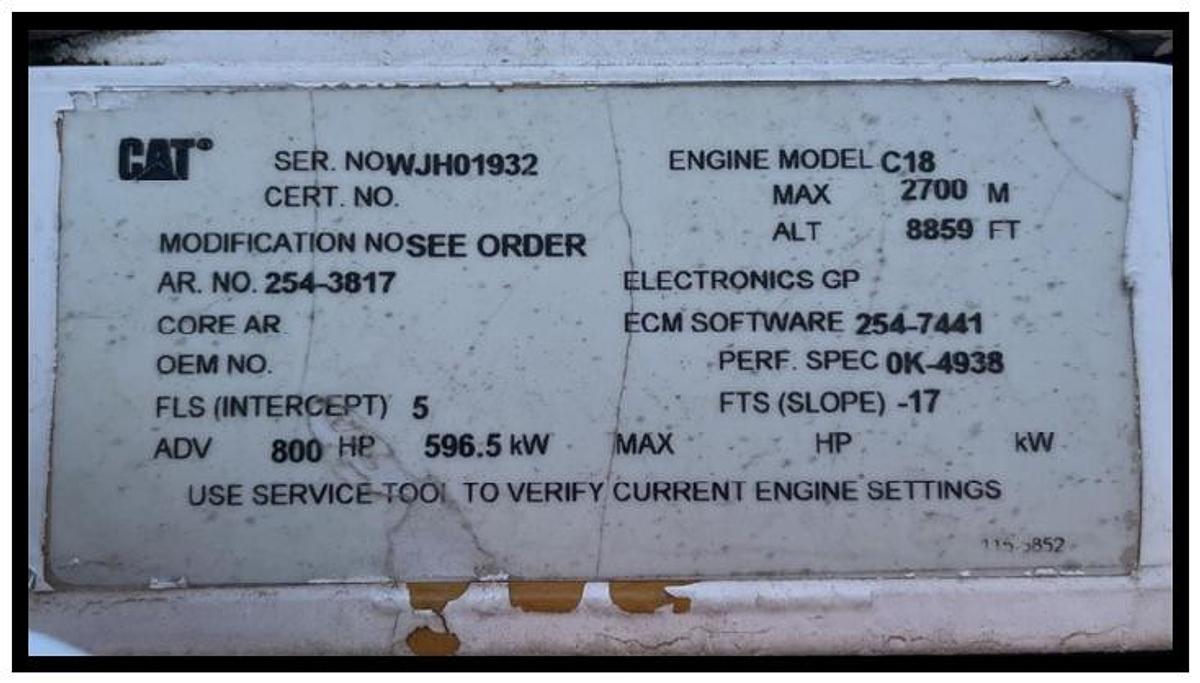 CAT® SER. NO WJH01932 ENGINE MODEL C18
CERT. NO. MAX 2700 M
ALT 8859 FT
MODIFICATION NO SEE ORDER
AR. NO. 254-3817 ELECTRONICS GP
CORE AR ECM SOFTWARE 254-7441
OEM NO. PERF. SPEC 0K-4938
FLS (INTERCEPT) 5 FTS (SLOPE) -17
ADV 800 HP 596.5 kW MAX HP kW
USE SERVICE TOOL TO VERIFY CURRENT ENGINE SETTINGS